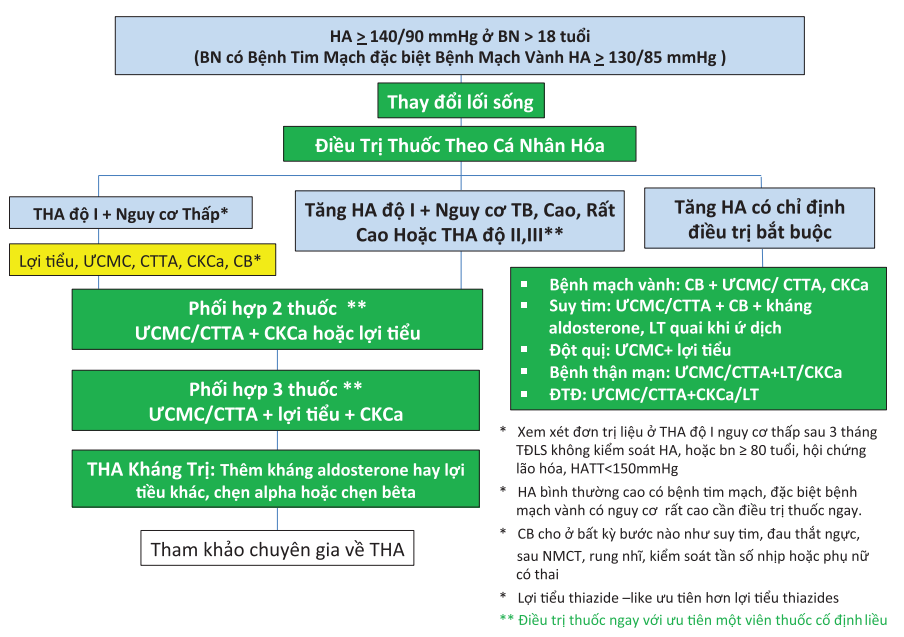 HA ≥ 140/90 mmHg ở BN > 18 tuổi
(BN có Bệnh Tim Mạch đặc biệt Bệnh Mạch Vành HA ≥ 130/85 mmHg )
Thay đổi lối sống
Điều Trị Thuốc Theo Cá Nhân Hóa
THA độ I + Nguy cơ Thấp*
Lợi tiểu, ƯCMC, CTTA, CKCa, CB*
Tăng HA độ I + Nguy cơ TB, Cao, Rất
Cao Hoặc THA độ II,III**
Tăng HA có chỉ định
điều trị bắt buộc
Phối hợp 2 thuốc **
ƯCMC/CTTA + CKCa hoặc lợi tiểu
Phối hợp 3 thuốc **
ƯCMC/CTTA + lợi tiểu + CKCa
THA Kháng Trị: Thêm kháng aldosterone hay lợi
tiều khác, chẹn alpha hoặc chẹn bêta
Tham khảo chuyên gia về THA
▪ Bệnh mạch vành: CB + ƯCMC/ CTTA, CKCa
▪ Suy tim: ƯCMC/CTTA + CB + kháng
aldosterone, LT quai khi ứ dịch
▪ Đột quị: ƯCMC+ lợi tiểu
▪ Bệnh thận mạn: ƯCMC/CTTA+LT/CKCa
▪ ĐTĐ: ƯCMC/CTTA+CKCa/LT
* Xem xét đơn trị liệu ở THA độ I nguy cơ thấp sau 3 tháng
TĐLS không kiểm soát HA, hoặc bn ≥ 80 tuổi, hội chứng
lão hóa, HATT<150mmHg
* HA bình thường cao có bệnh tim mạch, đặc biệt bệnh
mạch vành có nguy cơ rất cao cần điều trị thuốc ngay.
* CB cho ở bất kỳ bước nào như suy tim, đau thắt ngực,
sau NMCT, rung nhĩ, kiểm soát tần số nhịp hoặc phụ nữ
có thai
* Lợi tiểu thiazide –like ưu tiên hơn lợi tiểu thiazides
** Điều trị thuốc ngay với ưu tiên một viên thuốc cố định liều